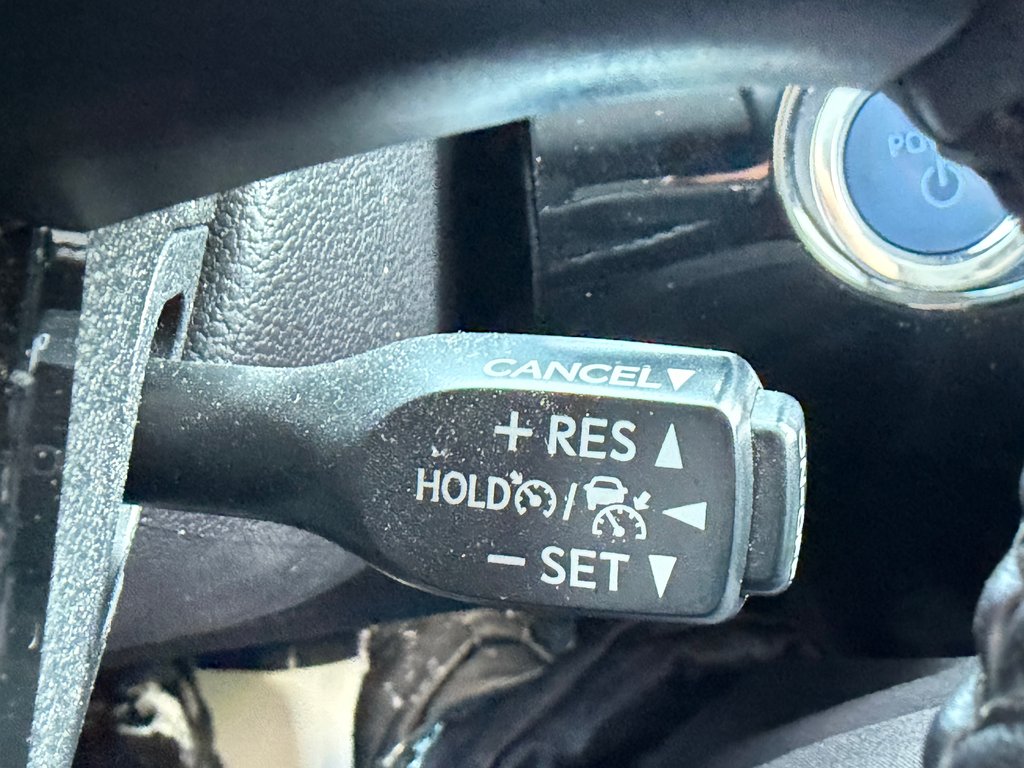 CANCEL▼
+ RES ▲
HOLD / ◀
− SET ▼